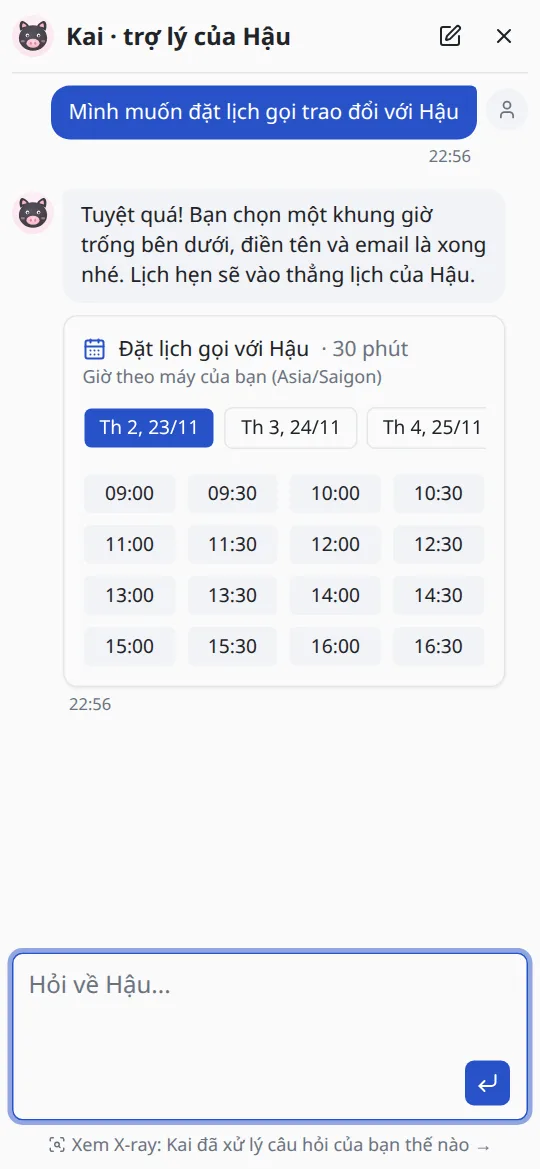 Kai · trợ lý của Hậu
Mình muốn đặt lịch gọi trao đổi với Hậu
22:56
Tuyệt quá! Bạn chọn một khung giờ
trống bên dưới, điền tên và email là xong
nhé. Lịch hẹn sẽ vào thẳng lịch của Hậu.
Đặt lịch gọi với Hậu · 30 phút
Giờ theo máy của bạn (Asia/Saigon)
Th 2, 23/11 Th 3, 24/11 Th 4, 25/11
09:00 09:30 10:00 10:30
11:00 11:30 12:00 12:30
13:00 13:30 14:00 14:30
15:00 15:30 16:00 16:30
22:56
Hỏi về Hậu...
Xem X-ray: Kai đã xử lý câu hỏi của bạn thế nào →